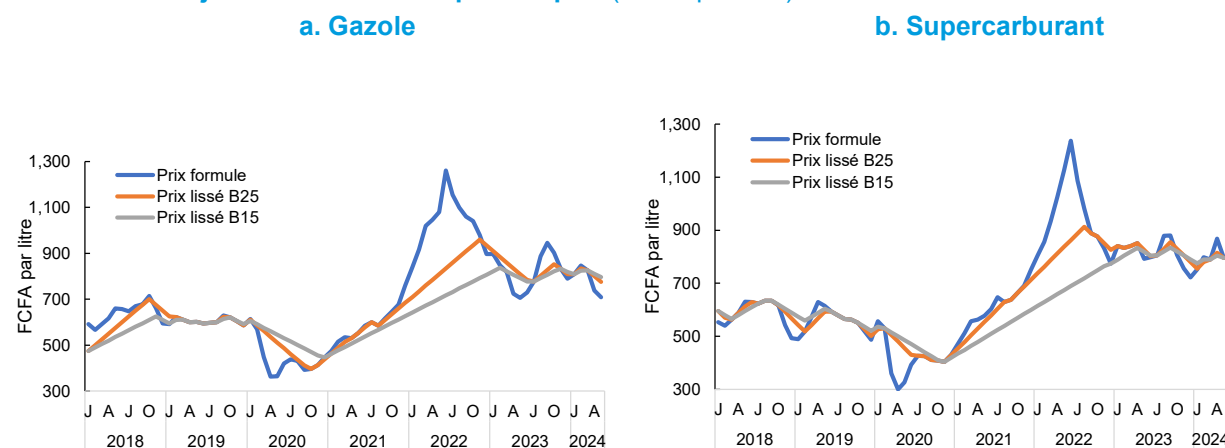 a. Gazole
b. Supercarburant
FCFA par litre
1,300
1,100
900
700
500
300
Prix formule
Prix lissé B25
Prix lissé B15
J A J O J A J O J A J O J A J O J A J O J A J O J A
2018 2019 2020 2021 2022 2023 2024
FCFA par litre
1,300
1,100
900
700
500
300
Prix formule
Prix lissé B25
Prix lissé B15
J A J O J A J O J A J O J A J O J A J O J A J O J A
2018 2019 2020 2021 2022 2023 2024